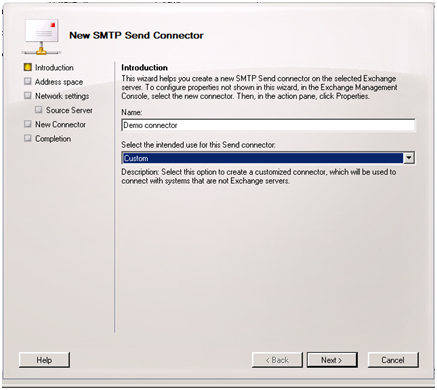 New SMTP Send Connector
Introduction
Address space
Network settings
Source Server
New Connector
Completion
Introduction
This wizard helps you create a new SMTP Send connector on the selected Exchange
server. To configure properties not shown in this wizard, in the Exchange Management
Console, select the new connector. Then, in the action pane, click Properties.
Name:
Demo connector
Select the intended use for this Send connector:
Custom
Description: Select this option to create a customized connector, which will be used to
connect with systems that are not Exchange servers.
Help
< Back
Next >
Cancel